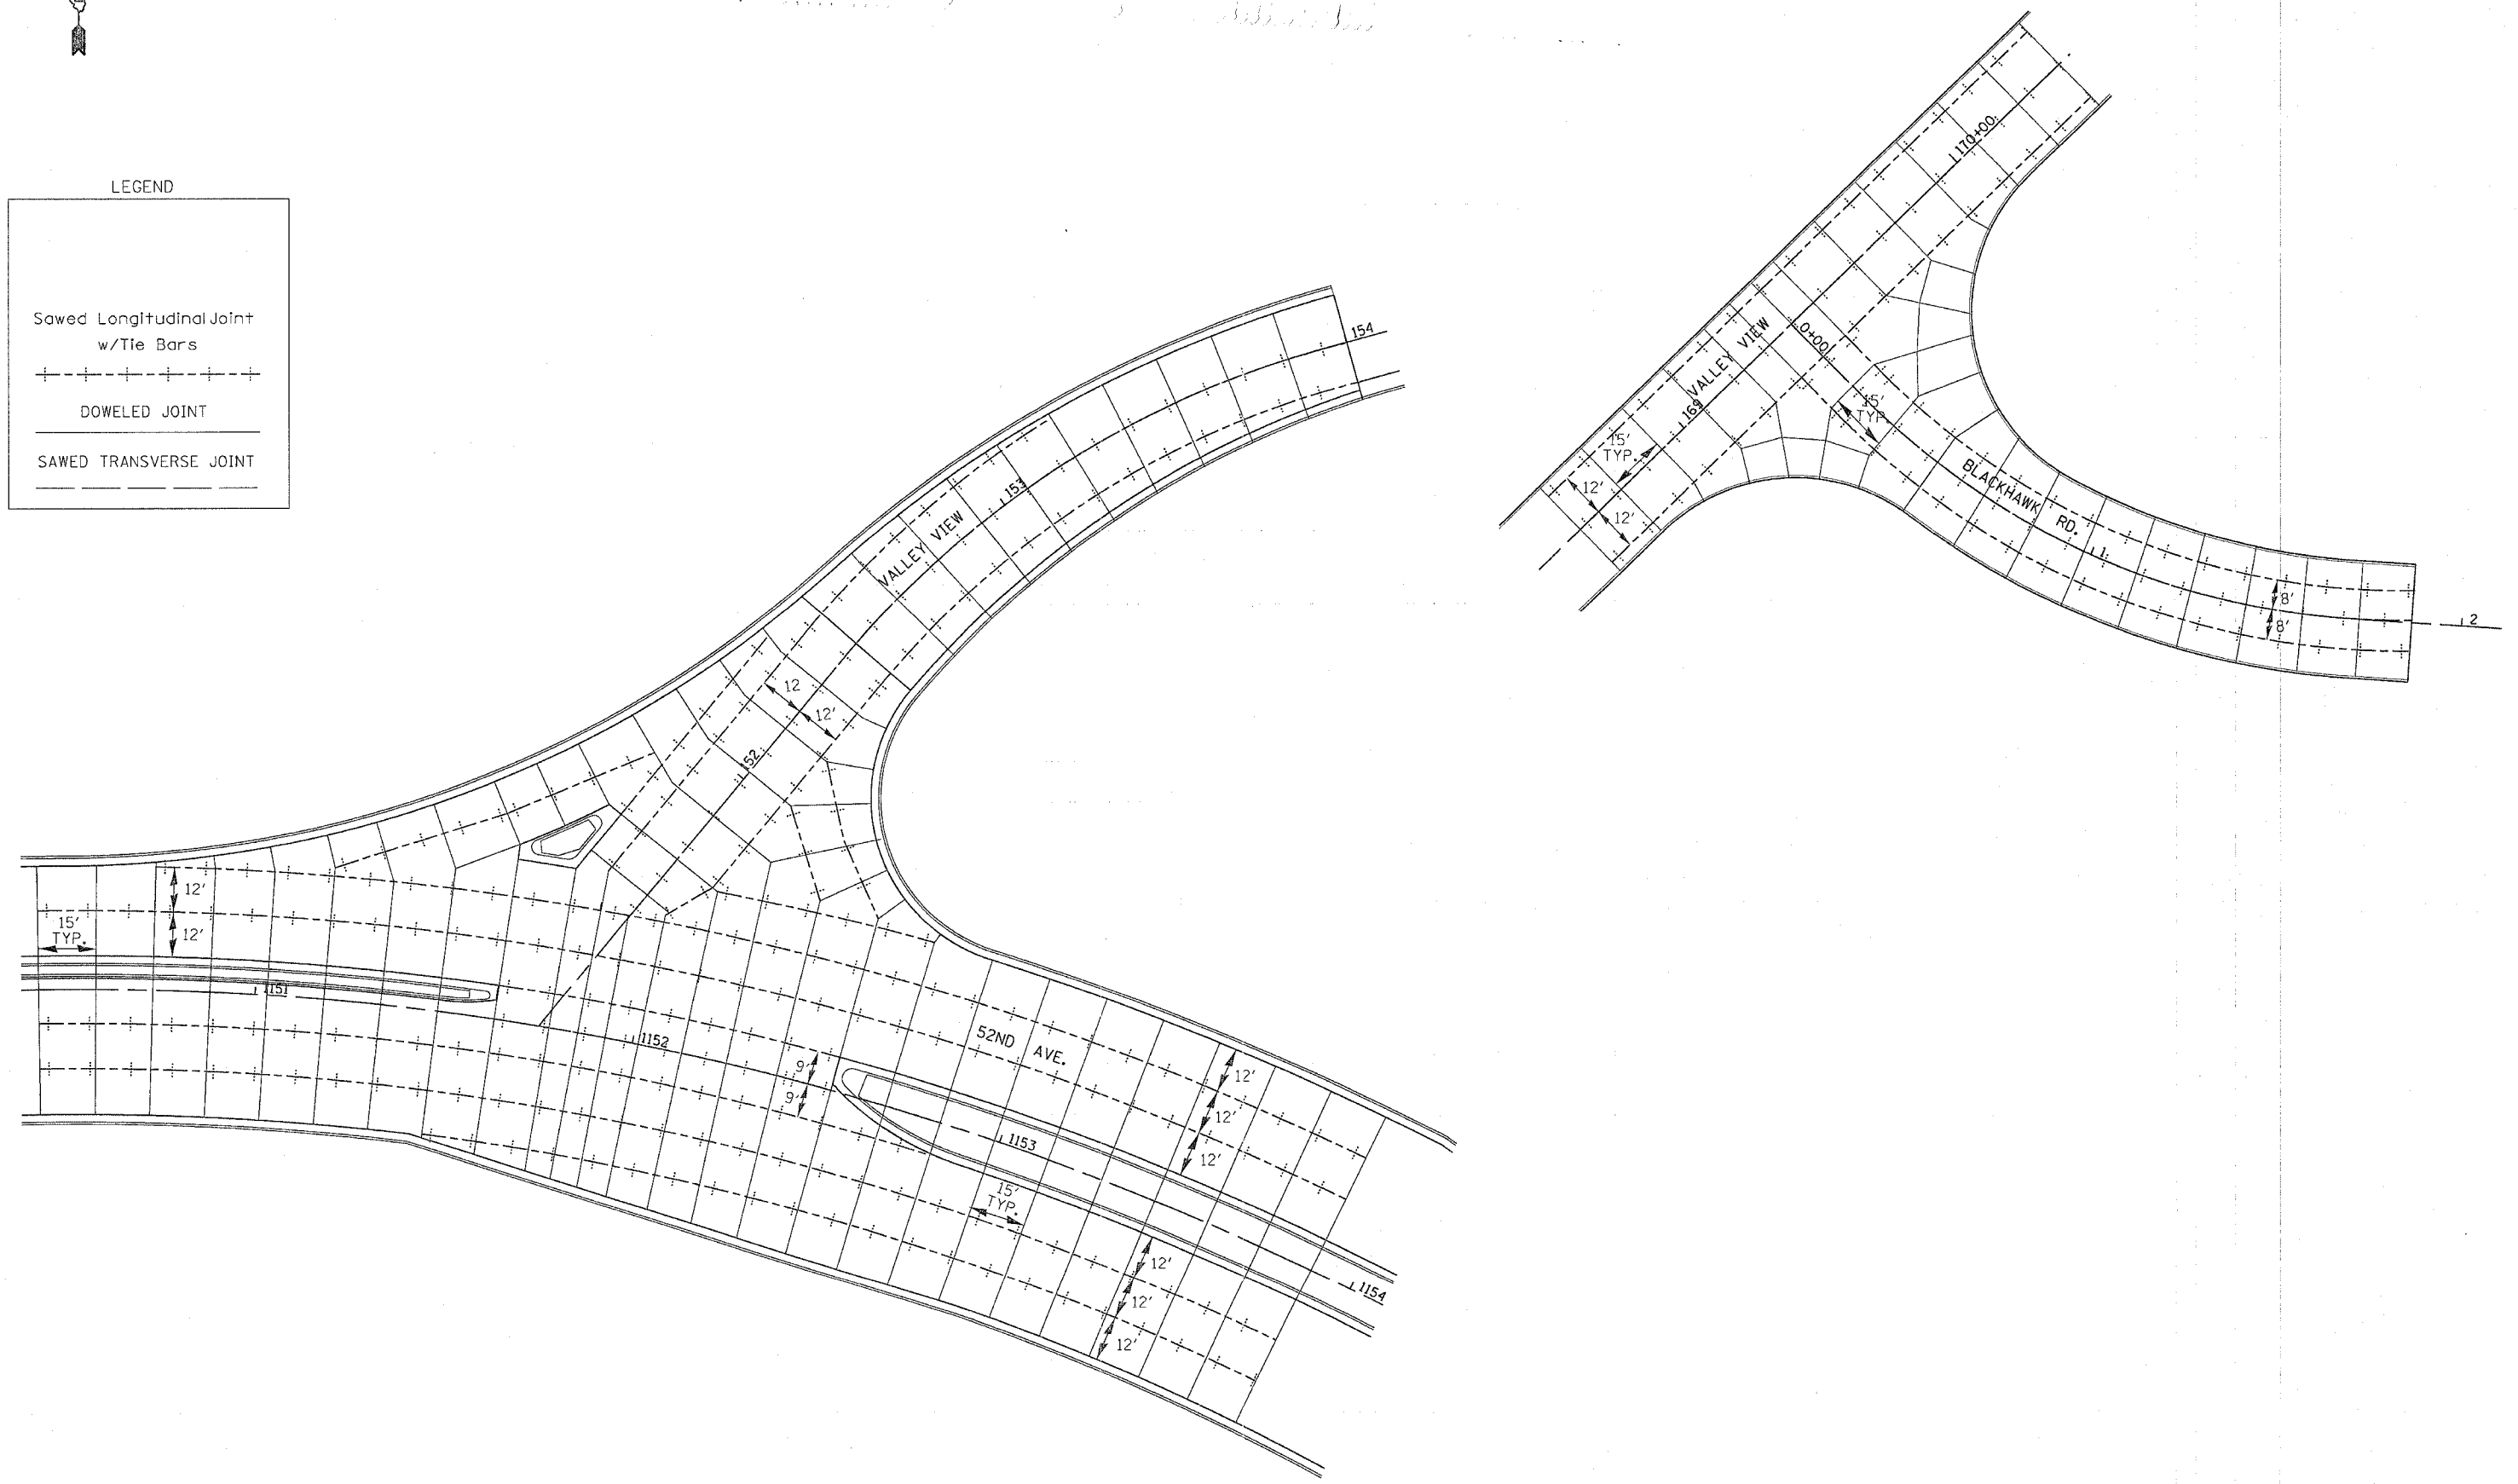 LEGEND
Sawed Longitudinal Joint
w/Tie Bars
DOWELED JOINT
SAWED TRANSVERSE JOINT
154
153
VALLEY VIEW
12
12'
152
12'
12'
15'
TYP.
1151
1152
9'
9'
52ND AVE.
1153
15'
TYP.
12'
12'
12'
12'
12'
12'
1154
170+00
0+00
VALLEY VIEW
169
15'
TYP.
12'
12'
15'
TYP.
BLACKHAWK RD.
1
8'
8'
2